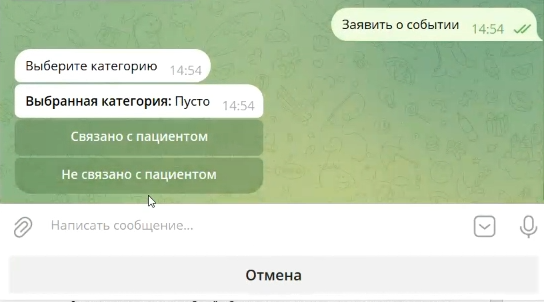 Заявить о событии 14:54
Выберите категорию 14:54
Выбранная категория: Пусто 14:54
Связано с пациентом
Не связано с пациентом
Написать сообщение...
Отмена